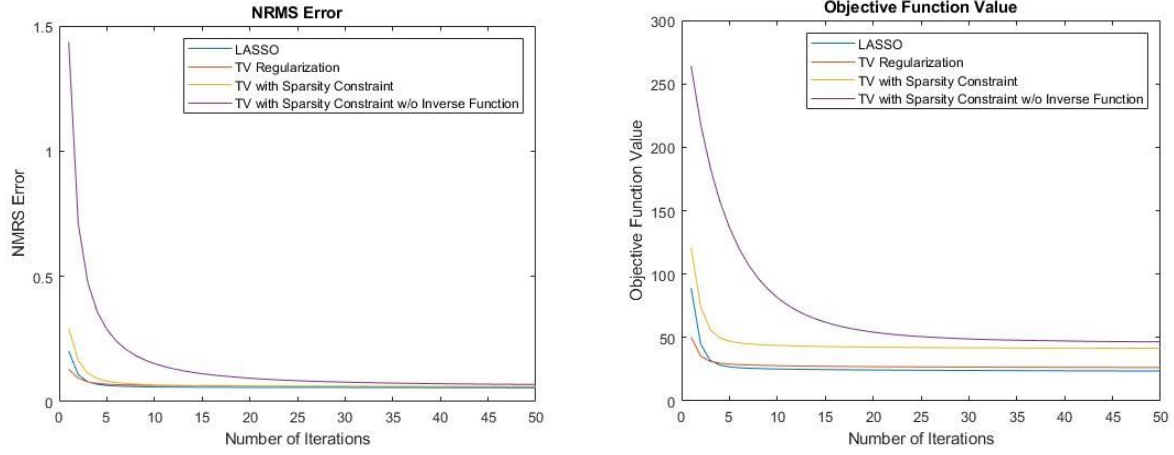 NRMS Error
1.5
1
0.5
0
NMRS Error
LASSO
TV Regularization
TV with Sparsity Constraint
TV with Sparsity Constraint w/o Inverse Function
0 5 10 15 20 25 30 35 40 45 50
Number of Iterations
Objective Function Value
300
250
200
150
100
50
0
Objective Function Value
LASSO
TV Regularization
TV with Sparsity Constraint
TV with Sparsity Constraint w/o Inverse Function
0 5 10 15 20 25 30 35 40 45 50
Number of Iterations